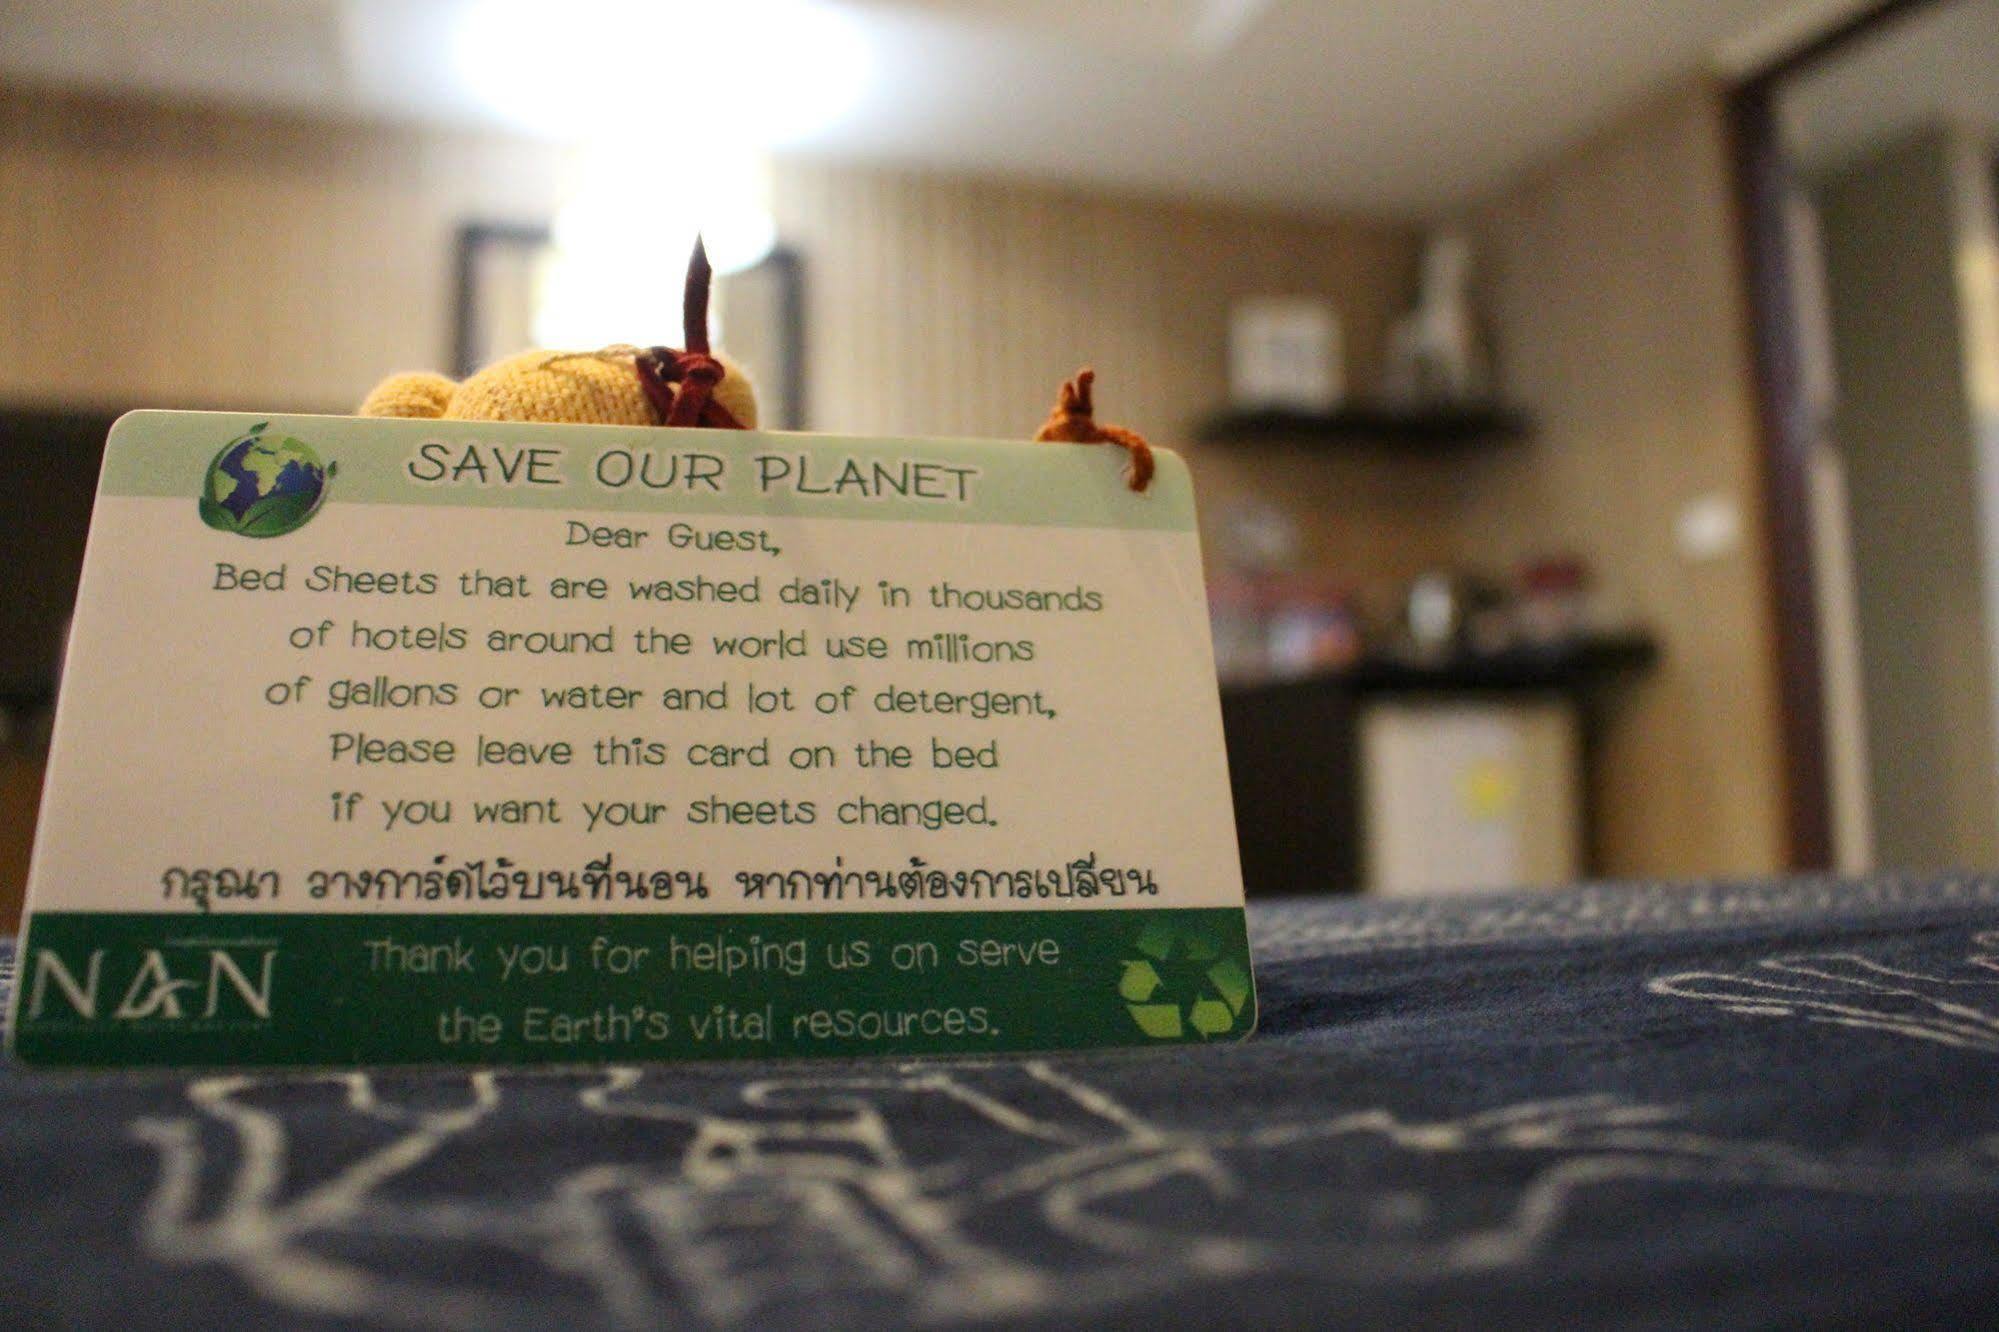 SAVE OUR PLANET
Dear Guest,
Bed Sheets that are washed daily in thousands
of hotels around the world use millions
of gallons or water and lot of detergent,
Please leave this card on the bed
if you want your sheets changed.
กรุณา วางการ์ดไว้บนที่นอน หากท่านต้องการเปลี่ยน
NAN
Thank you for helping us on serve
the Earth's vital resources.